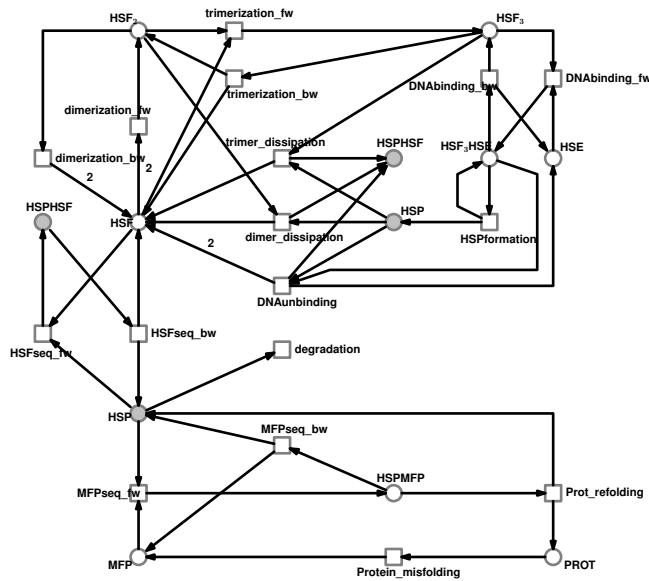 trimerization_fw
HSF₂
HSF₃
DNAbinding_bw
DNAbinding_fw
trimerization_bw
dimerization_fw
trimer_dissipation
HSPHSF
HSF₃HSE
HSE
dimerization_bw
2
2
HSPHSF
HSP
HSF
dimer_dissipation
HSPformation
2
DNAunbinding
HSFseq_bw
HSFseq_fw
degradation
HSP
MFPseq_bw
HSPMFP
MFPseq_fw
Prot_refolding
MFP
Protein_misfolding
PROT